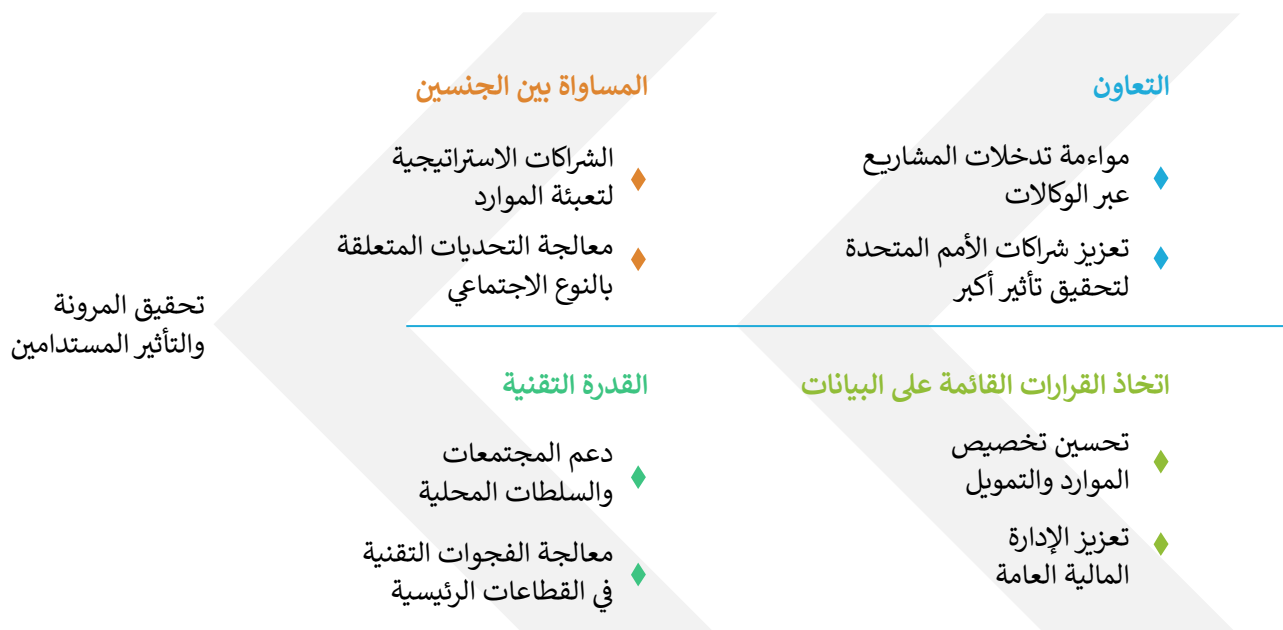 التعاون
مواءمة تدخلات المشاريع
عبر الوكالات
تعزيز شراكات الأمم المتحدة
لتحقيق تأثير أكبر
المساواة بين الجنسين
الشراكات الاستراتيجية
لتعبئة الموارد
معالجة التحديات المتعلقة
بالنوع الاجتماعي
اتخاذ القرارات القائمة على البيانات
تحسين تخصيص
الموارد والتمويل
تعزيز الإدارة
المالية العامة
القدرة التقنية
دعم المجتمعات
والسلطات المحلية
معالجة الفجوات التقنية
في القطاعات الرئيسية
تحقيق المرونة
والتأثير المستدامين